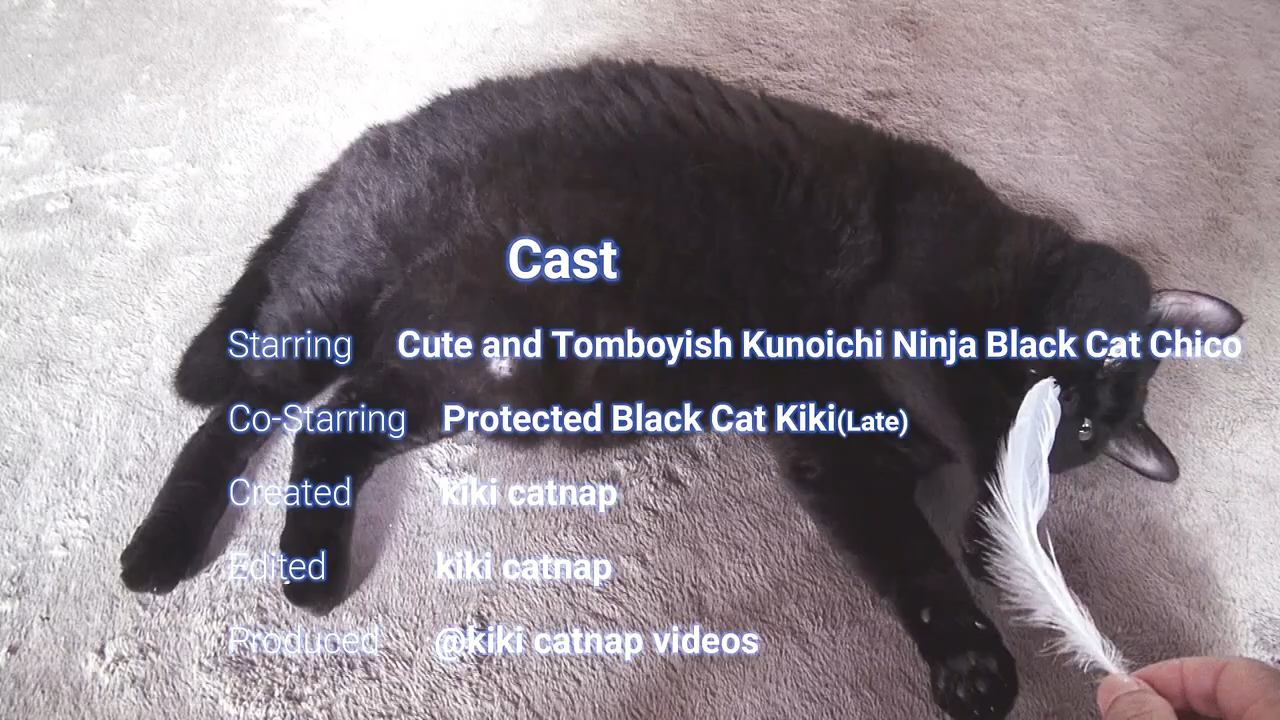 Cast
Starring Cute and Tomboyish Kunoichi Ninja Black Cat Chico
Co-Starring Protected Black Cat Kiki(Late)
Created kiki catnap
Edited kiki catnap
Produced @kiki catnap videos